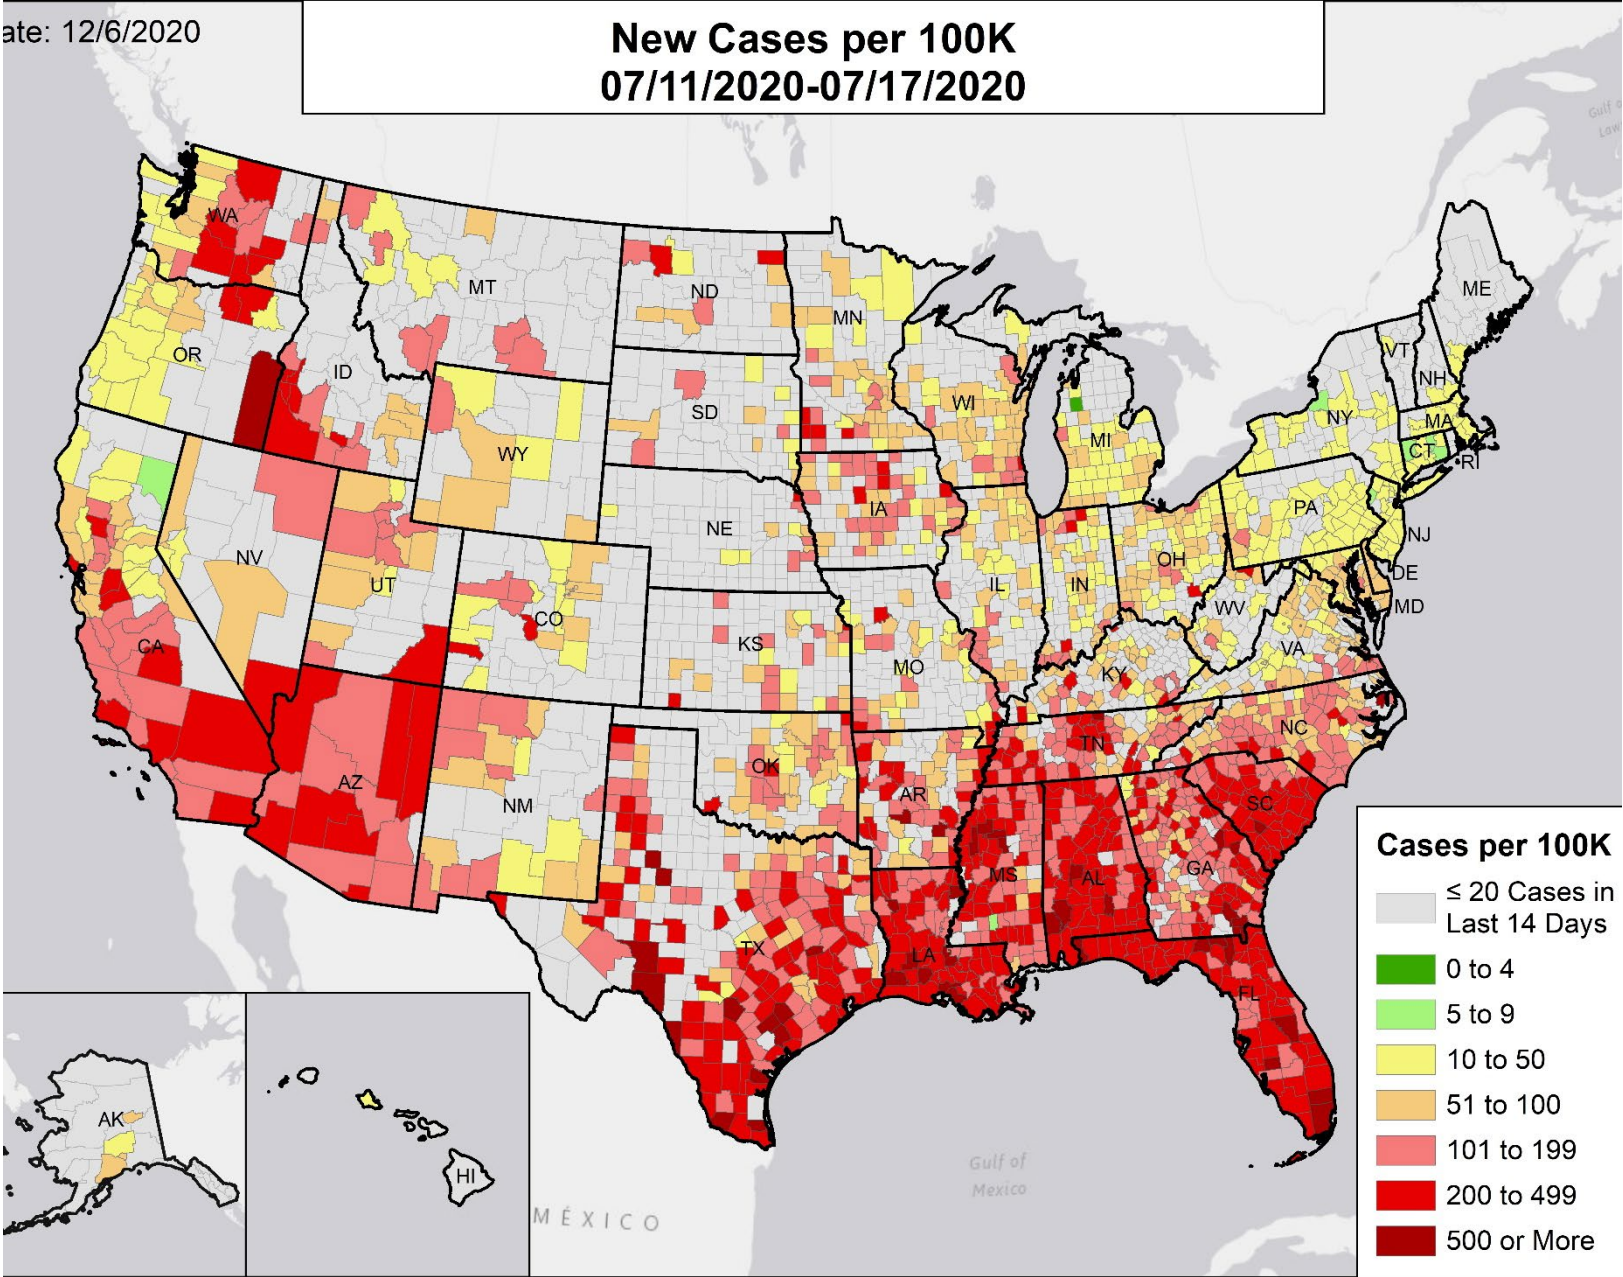 ate: 12/6/2020
New Cases per 100K
07/11/2020-07/17/2020
WA
MT
ND
MN
ME
OR
ID
SD
WI
MI
VT
NH
NY
MA
CT
RI
WY
NE
IA
PA
NJ
NV
UT
CO
IL
IN
OH
DE
MD
WV
CA
KS
MO
KY
VA
AZ
NM
OK
AR
TN
NC
SC
TX
LA
MS
AL
GA
FL
AK
HI
Gulf of
Mexico
MÉXICO
Cases per 100K
≤ 20 Cases in
Last 14 Days
0 to 4
5 to 9
10 to 50
51 to 100
101 to 199
200 to 499
500 or More